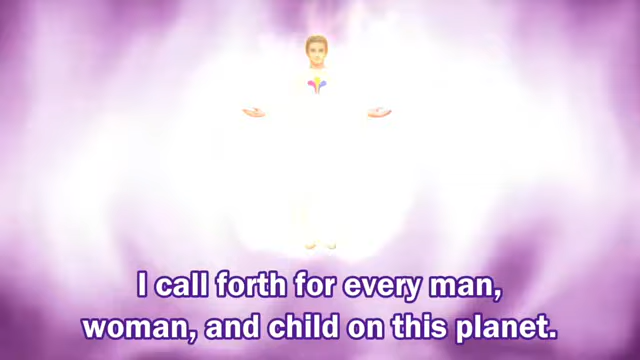 I call forth for every man,
woman, and child on this planet.